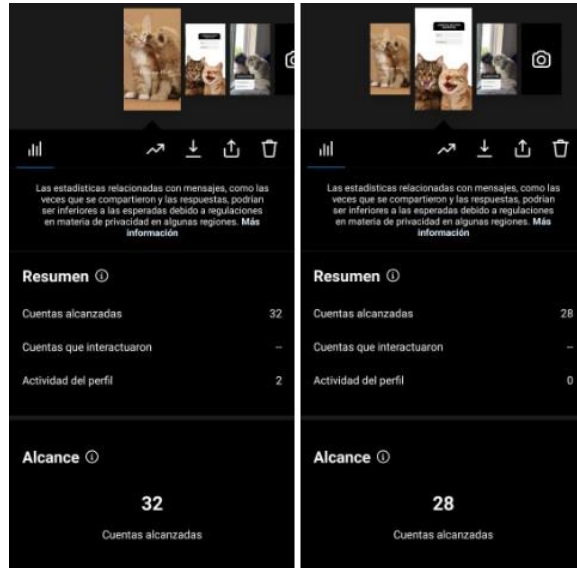 Las estadísticas relacionadas con mensajes, como las
veces que se compartieron y las respuestas, podrían
ser inferiores a las esperadas debido a regulaciones
en materia de privacidad en algunas regiones. Más
información
Resumen
Cuentas alcanzadas 32
Cuentas que interactuaron --
Actividad del perfil 2
Alcance
32
Cuentas alcanzadas
Las estadísticas relacionadas con mensajes, como las
veces que se compartieron y las respuestas, podrían
ser inferiores a las esperadas debido a regulaciones
en materia de privacidad en algunas regiones. Más
información
Resumen
Cuentas alcanzadas 28
Cuentas que interactuaron --
Actividad del perfil 0
Alcance
28
Cuentas alcanzadas